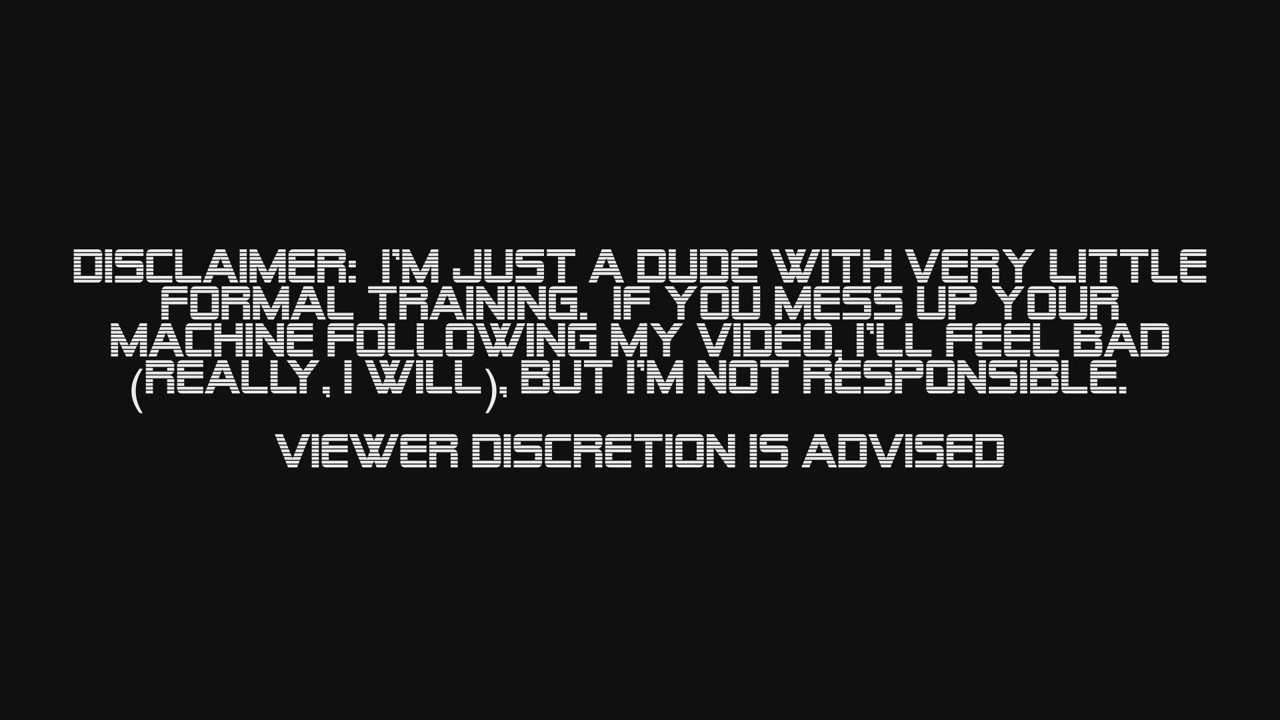 DISCLAIMER: I'M JUST A DUDE WITH VERY LITTLE
FORMAL TRAINING. IF YOU MESS UP YOUR
MACHINE FOLLOWING MY VIDEO, I'LL FEEL BAD
(REALLY, I WILL), BUT I'M NOT RESPONSIBLE.
VIEWER DISCRETION IS ADVISED